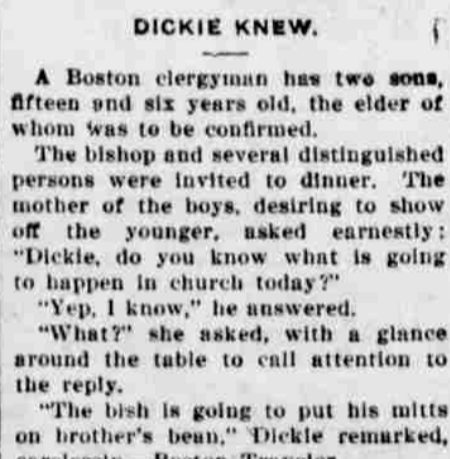 DICKIE KNEW.
A Boston clergyman has two sons,
fifteen and six years old, the elder of
whom was to be confirmed.
The bishop and several distinguished
persons were invited to dinner. The
mother of the boys, desiring to show
off the younger, asked earnestly:
"Dickie, do you know what is going
to happen in church today?"
"Yep, I know," he answered.
"What?" she asked, with a glance
around the table to call attention to
the reply.
"The bish is going to put his mitts
on brother's bean," Dickie remarked,
Boston Traveler.